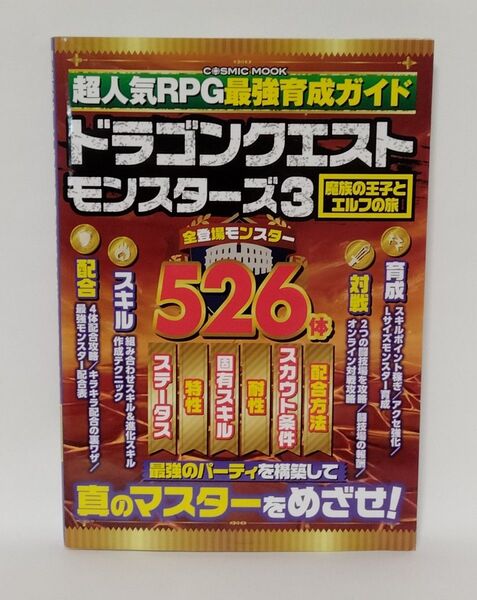 COSMIC MOOK
超人気RPG最強育成ガイド
ドラゴンクエスト
モンスターズ3
魔族の王子と
エルフの旅
全登場モンスター
526体
育成
スキルポイント稼ぎ/アクセ強化/
Lサイズモンスター育成
対戦
2つの闘技場を攻略/闘技場の報酬/
オンライン対戦攻略
スキル
組み合わせスキル&進化スキル
作成テクニック
配合
4体配合攻略/キラキラ配合の裏ワザ/
最強モンスター配合表
配合方法
スカウト条件
耐性
固有スキル
特性
ステータス
最強のパーティを構築して
真のマスターをめざせ!